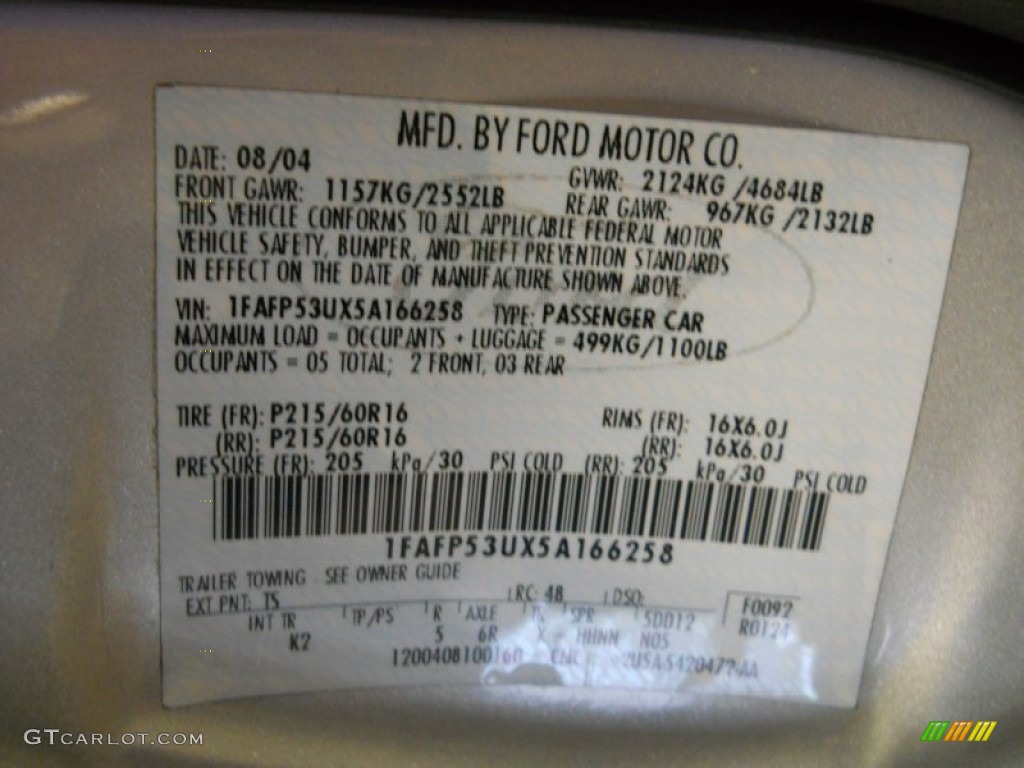 MFD. BY FORD MOTOR CO.
DATE: 08/04 GVWR: 2124KG /4684LB
FRONT GAWR: 1157KG/2552LB REAR GAWR: 967KG /2132LB
THIS VEHICLE CONFORMS TO ALL APPLICABLE FEDERAL MOTOR
VEHICLE SAFETY, BUMPER, AND THEFT PREVENTION STANDARDS
IN EFFECT ON THE DATE OF MANUFACTURE SHOWN ABOVE.
VIN: 1FAFP53UX5A166258 TYPE: PASSENGER CAR
MAXIMUM LOAD = OCCUPANTS + LUGGAGE = 499KG/1100LB
OCCUPANTS = 05 TOTAL; 2 FRONT, 03 REAR
TIRE (FR): P215/60R16 RIMS (FR): 16X6.0J
(RR): P215/60R16 (RR): 16X6.0J
PRESSURE (FR): 205 kPa/30 PSI COLD (RR): 205 kPa/30 PSI COLD
1FAFP53UX5A166258
TRAILER TOWING SEE OWNER GUIDE
EXT PNT: TS RC: 48 DSO: F0092
INT TR TP/PS R AXLE TR SPR 5DD12 R0124
K2 5 6R X HHNN NOS
1200408100160
GTCARLOT.COM